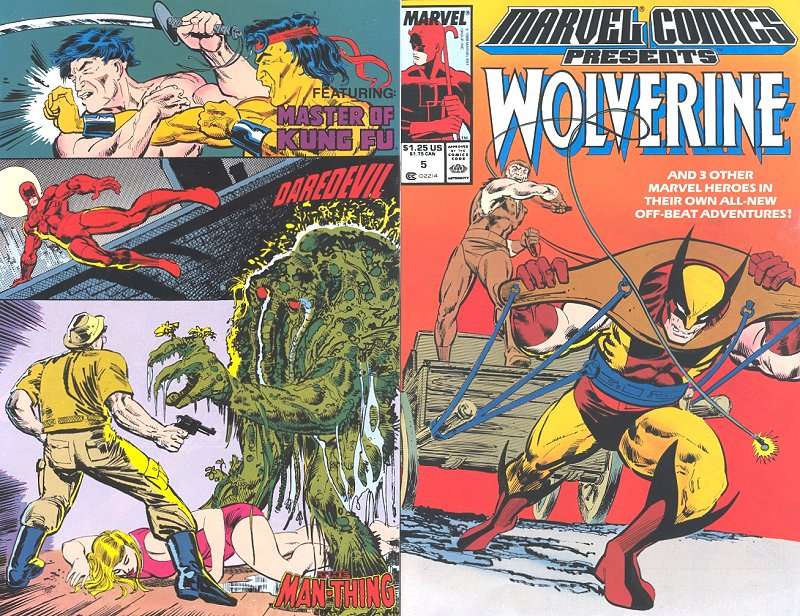 FEATURING:
MASTER OF
KUNG FU
DAREDEVIL
THE
MAN-THING
MARVEL
MARVEL COMICS
PRESENTS
WOLVERINE
$1.25 US
$1.75 CAN
5
02214
APPROVED
BY THE
COMICS
CODE
AUTHORITY
AND 3 OTHER
MARVEL HEROES IN
THEIR OWN ALL-NEW
OFF-BEAT ADVENTURES!